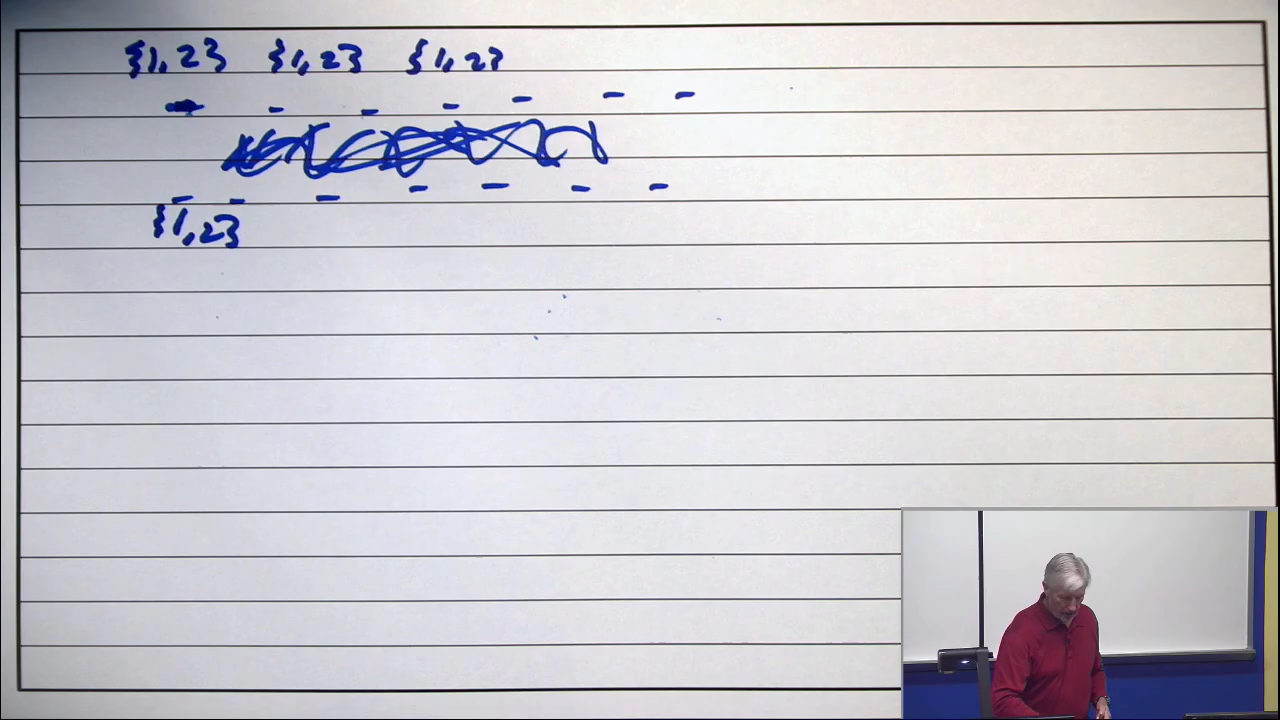 {1,2} {1,2} {1,2}
- - - - - - -
- - - - - - -
{1,2}